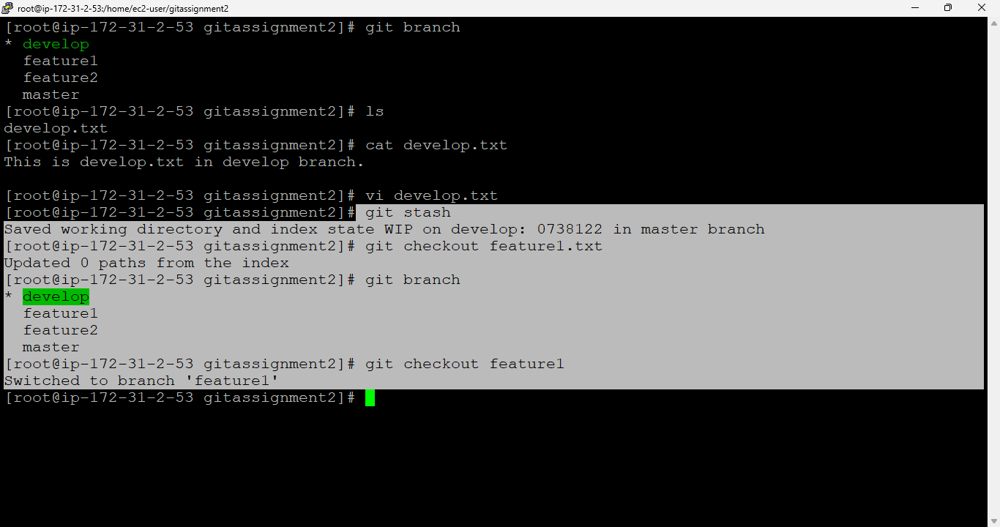 root@ip-172-31-2-53:/home/ec2-user/gitassignment2
[root@ip-172-31-2-53 gitassignment2]# git branch
* develop
  feature1
  feature2
  master
[root@ip-172-31-2-53 gitassignment2]# ls
develop.txt
[root@ip-172-31-2-53 gitassignment2]# cat develop.txt
This is develop.txt in develop branch.

[root@ip-172-31-2-53 gitassignment2]# vi develop.txt
[root@ip-172-31-2-53 gitassignment2]# git stash
Saved working directory and index state WIP on develop: 0738122 in master branch
[root@ip-172-31-2-53 gitassignment2]# git checkout feature1.txt
Updated 0 paths from the index
[root@ip-172-31-2-53 gitassignment2]# git branch
* develop
  feature1
  feature2
  master
[root@ip-172-31-2-53 gitassignment2]# git checkout feature1
Switched to branch 'feature1'
[root@ip-172-31-2-53 gitassignment2]#